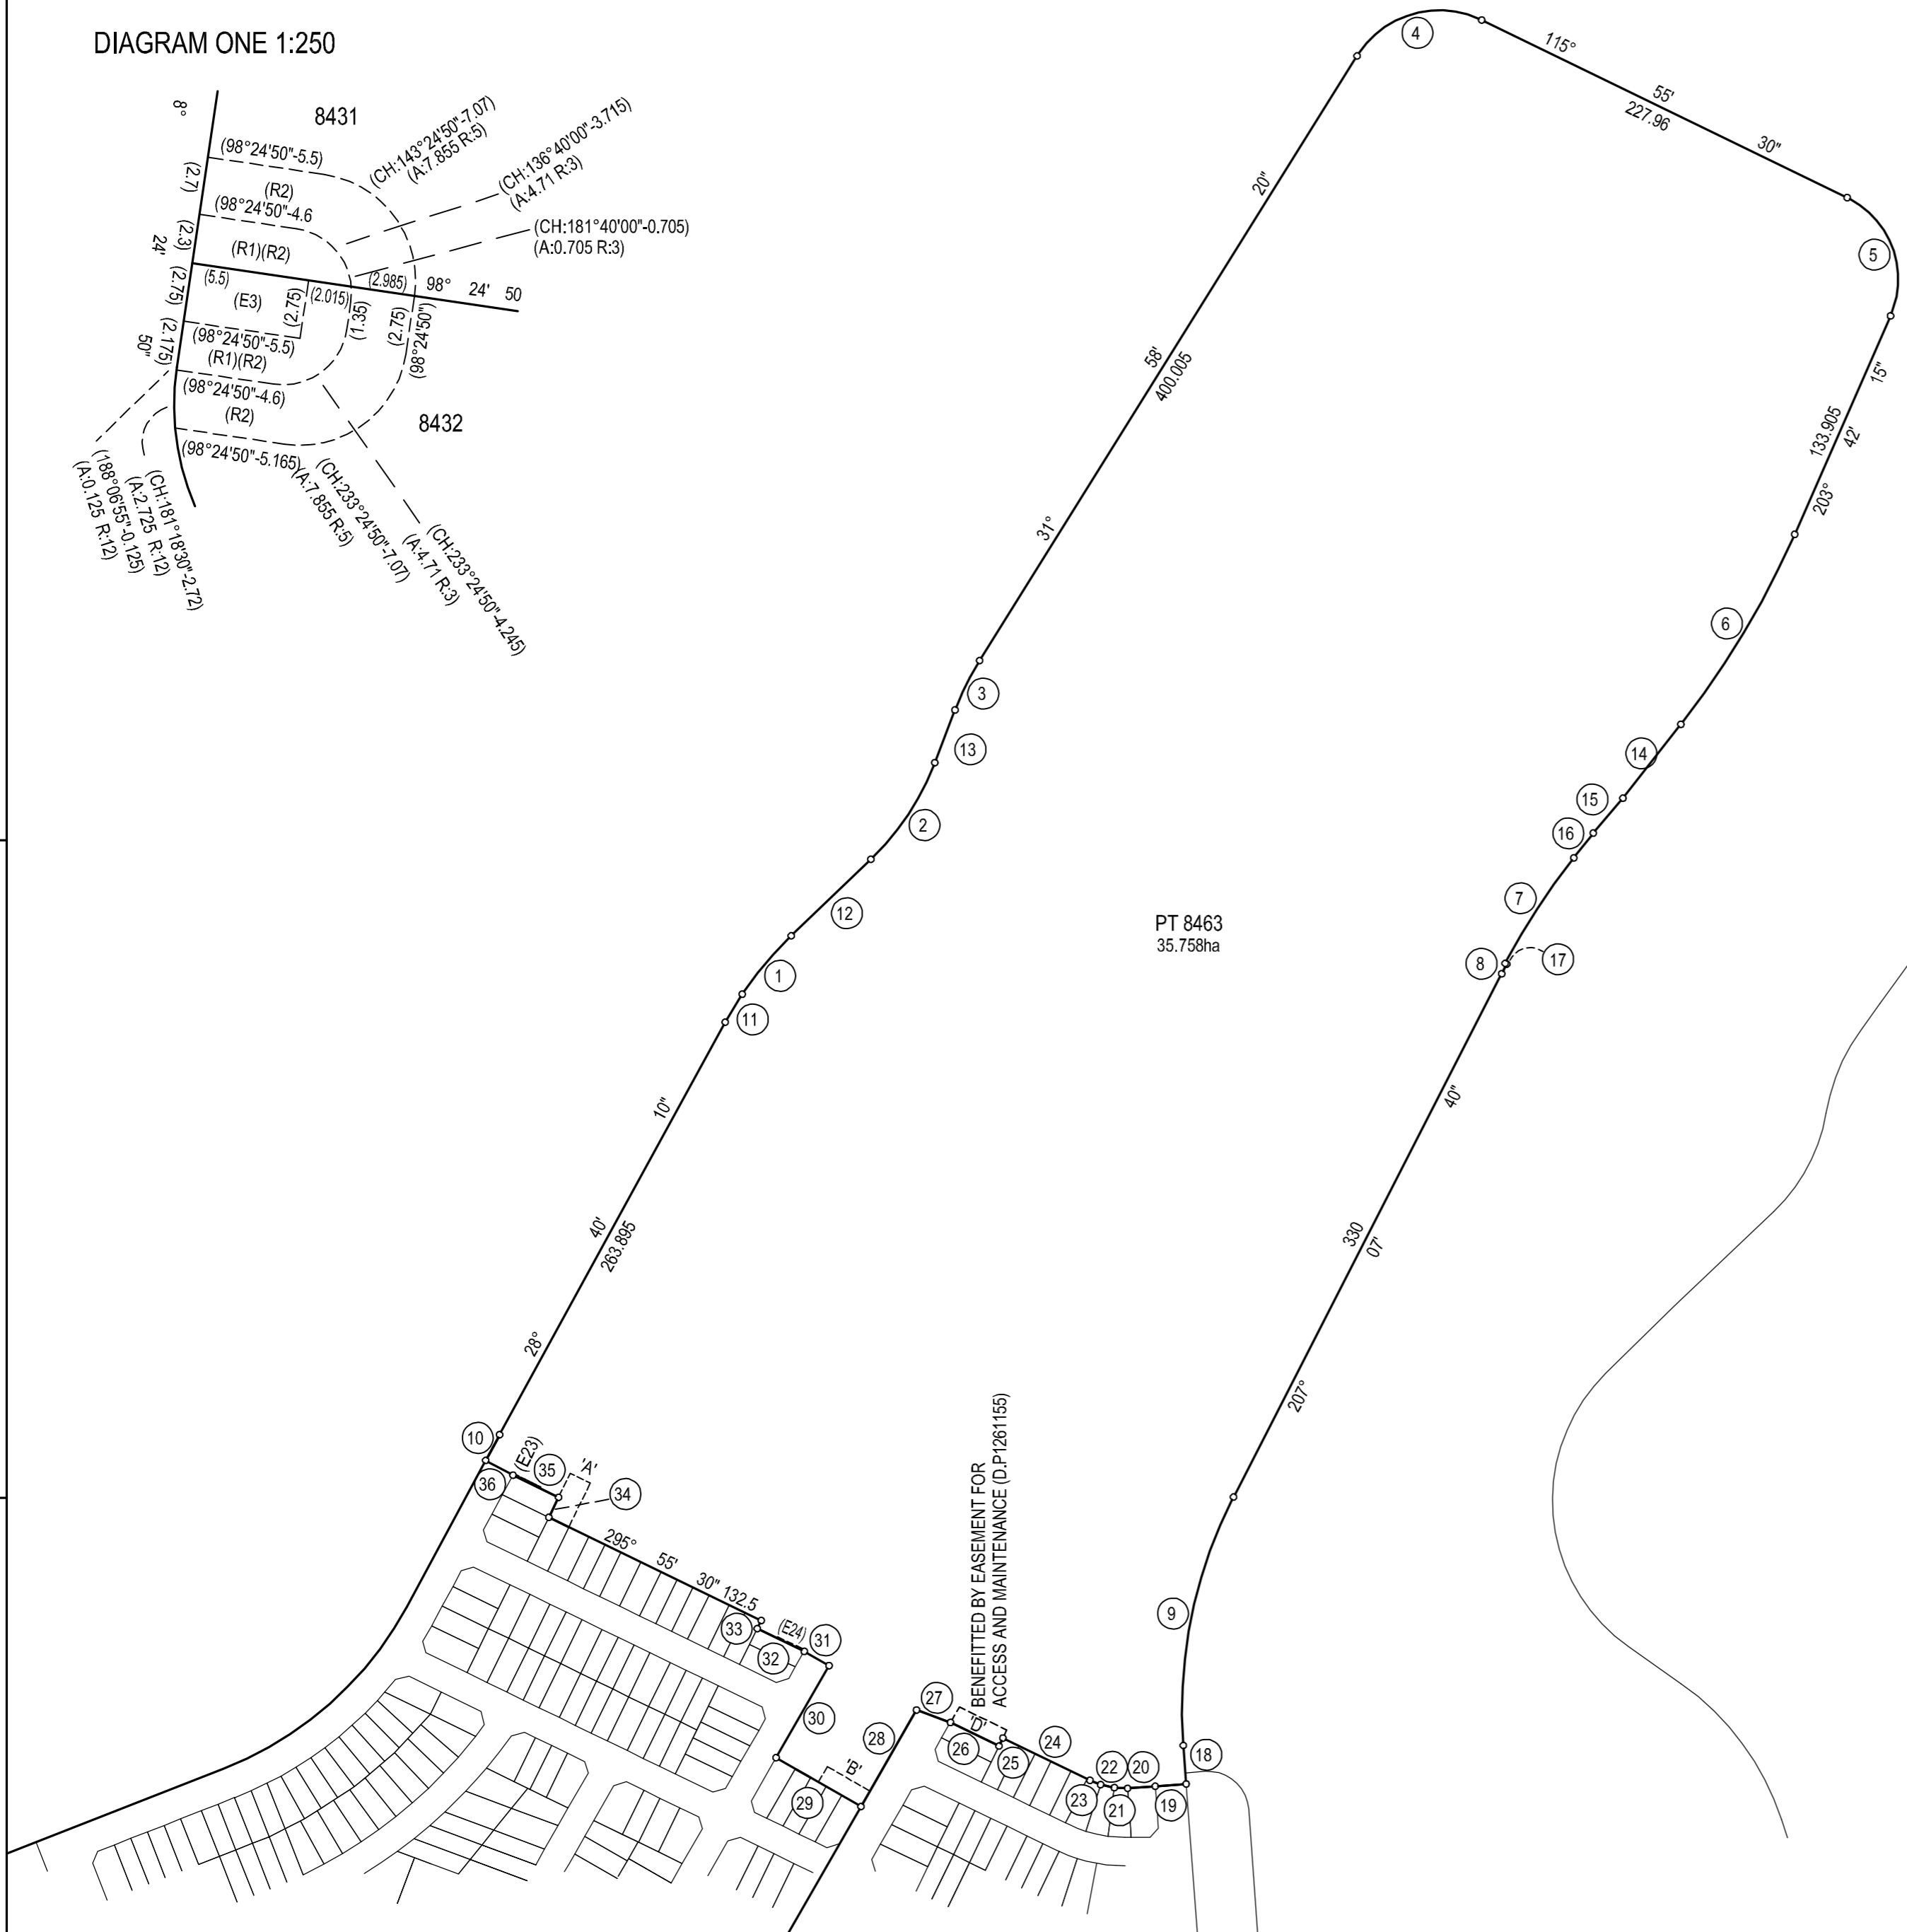 DIAGRAM ONE 1:250
8°
24'
50"
8431
(98°24'50"-5.5)
(2.7)
(R2)
(98°24'50"-4.6
(2.3)
(R1)(R2)
(CH:143°24'50"-7.07)
(A:7.855 R:5)
(CH:136°40'00"-3.715)
(A:4.71 R:3)
(CH:181°40'00"-0.705)
(A:0.705 R:3)
(5.5)
(2.75)
(E3)
(2.75)
(2.015)
(2.985)
98° 24' 50
(1.35)
(2.75)
(98°24'50")
(2.175)
(98°24'50"-5.5)
(R1)(R2)
(98°24'50"-4.6)
(R2)
8432
(98°24'50"-5.165)
(188°06'55"-0.125)
(A:0.125 R:12)
(CH:181°18'30"-2.72)
(A:2.725 R:12)
(CH:233°24'50"-7.07)
(A:7.855 R:5)
(CH:233°24'50"-4.245)
(A:4.71 R:3)
4
115° 55' 30"
227.96
5
31° 58' 20"
400.005
203° 42' 15"
133.905
6
3
13
14
15
16
2
12
7
PT 8463
35.758ha
8
17
1
11
28° 40' 10"
263.895
207° 07' 40"
330
10
(E23)
35
'A'
36
34
295° 55' 30" 132.5
33
(E24)
31
32
30
BENEFITTED BY EASEMENT FOR
ACCESS AND MAINTENANCE (D.P1261155)
9
27
'D'
28
26
25
24
18
'B'
29
22
20
23
21
19